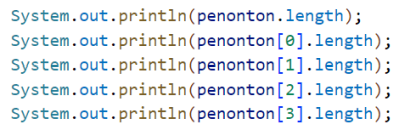 System.out.println(penonton.length);
System.out.println(penonton[0].length);
System.out.println(penonton[1].length);
System.out.println(penonton[2].length);
System.out.println(penonton[3].length);